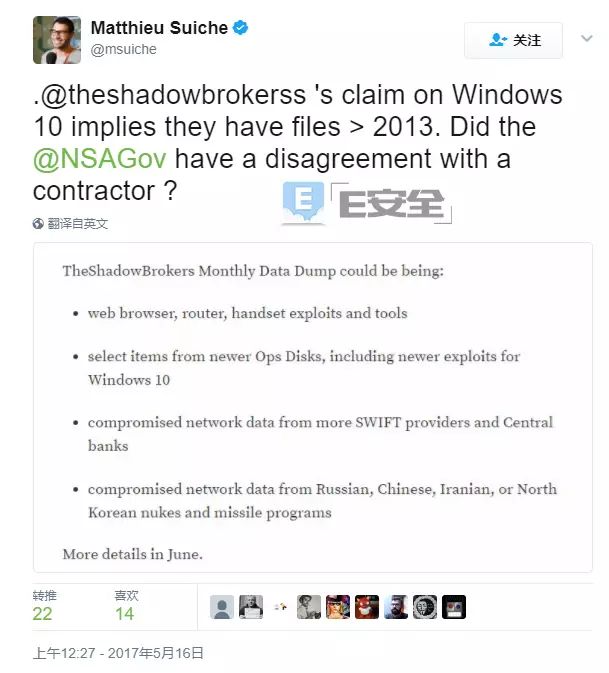 Matthieu Suiche
@msuiche
关注
.@theshadowbrokerss 's claim on Windows
10 implies they have files > 2013. Did the
@NSAGov have a disagreement with a
contractor ?
E安全
翻译自英文
TheShadowBrokers Monthly Data Dump could be being:
• web browser, router, handset exploits and tools
• select items from newer Ops Disks, including newer exploits for
Windows 10
• compromised network data from more SWIFT providers and Central
banks
• compromised network data from Russian, Chinese, Iranian, or North
Korean nukes and missile programs
More details in June.
转推
喜欢
22
14
上午12:27 - 2017年5月16日